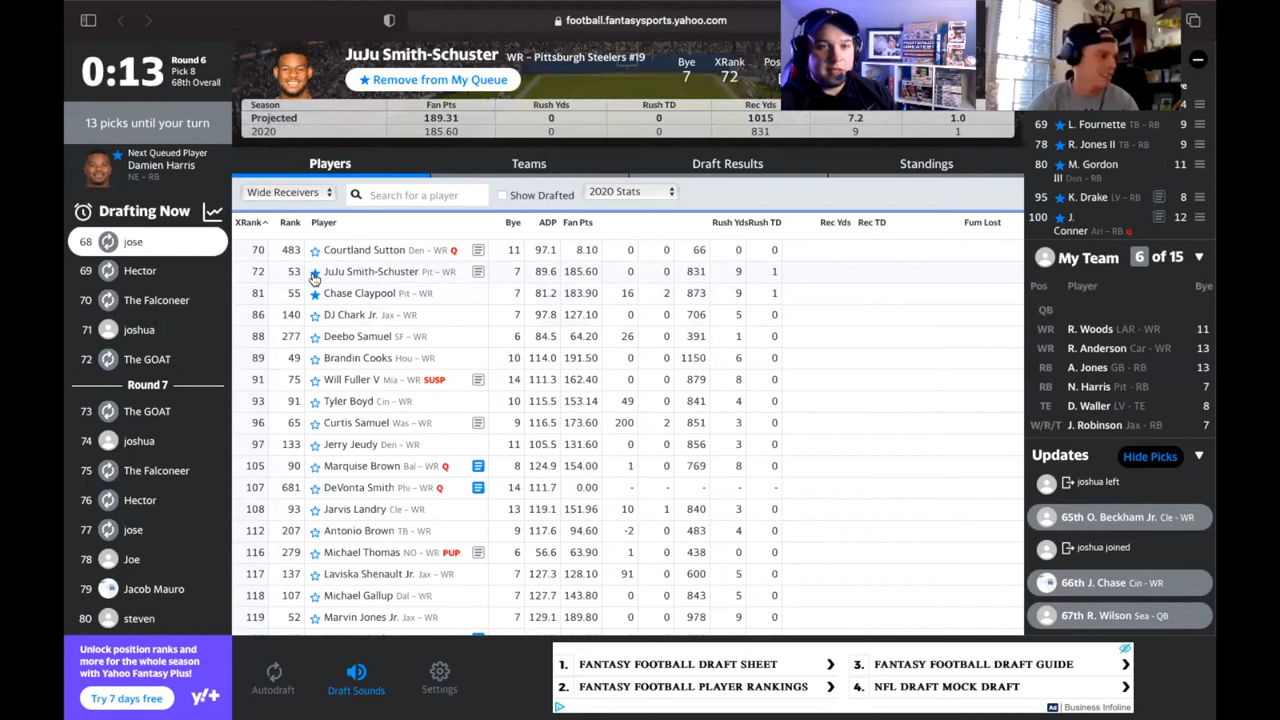 football.fantasysports.yahoo.com
0:13
Round 6
Pick 8
68th Overall
JuJu Smith-Schuster WR – Pittsburgh Steelers #19
★ Remove from My Queue
Bye
7
XRank
72
Pos
13 picks until your turn
Season Fan Pts Rush Yds Rush TD Rec Yds
Projected 189.31 0 0 1015 7.2 1.0
2020 185.60 0 0 831 9 1
Next Queued Player
Damien Harris
NE – RB
Drafting Now
68 jose
69 Hector
70 The Falconeer
71 joshua
72 The GOAT
Round 7
73 The GOAT
74 joshua
75 The Falconeer
76 Hector
77 jose
78 Joe
79 Jacob Mauro
80 steven
Unlock position ranks and
more for the whole season
with Yahoo Fantasy Plus!
Try 7 days free
y!+
Players Teams Draft Results Standings
Wide Receivers Search for a player Show Drafted 2020 Stats
XRank Rank Player Bye ADP Fan Pts Rush Yds Rush TD Rec Yds Rec TD Fum Lost
70 483 Courtland Sutton Den – WR Q 11 97.1 8.10 0 0 66 0 0
72 53 JuJu Smith-Schuster Pit – WR 7 89.6 185.60 0 0 831 9 1
81 55 Chase Claypool Pit – WR 7 81.2 183.90 16 2 873 9 1
86 140 DJ Chark Jr. Jax – WR 7 97.8 127.10 0 0 706 5 0
88 277 Deebo Samuel SF – WR 6 84.5 64.20 26 0 391 1 0
89 49 Brandin Cooks Hou – WR 10 114.0 191.50 0 0 1150 6 0
91 75 Will Fuller V Mia – WR SUSP 14 111.3 162.40 0 0 879 8 0
93 91 Tyler Boyd Cin – WR 10 115.5 153.14 49 0 841 4 0
96 65 Curtis Samuel Was – WR 9 116.5 173.60 200 2 851 3 0
97 133 Jerry Jeudy Den – WR 11 105.5 131.60 0 0 856 3 0
105 90 Marquise Brown Bal – WR Q 8 124.9 154.00 1 0 769 8 0
107 681 DeVonta Smith Phi – WR Q 14 111.7 0.00 - - - - -
108 93 Jarvis Landry Cle – WR 13 119.1 151.96 10 1 840 3 0
112 207 Antonio Brown TB – WR 9 117.6 94.60 -2 0 483 4 0
116 279 Michael Thomas NO – WR PUP 6 56.6 63.90 1 0 438 0 0
117 137 Laviska Shenault Jr. Jax – WR 7 127.3 128.10 91 0 600 5 0
118 107 Michael Gallup Dal – WR 7 127.7 143.80 0 0 843 5 0
119 52 Marvin Jones Jr. Jax – WR 7 129.1 189.80 0 0 978 9 0
Autodraft
Draft Sounds
Settings
1. FANTASY FOOTBALL DRAFT SHEET
2. FANTASY FOOTBALL PLAYER RANKINGS
3. FANTASY FOOTBALL DRAFT GUIDE
4. NFL DRAFT MOCK DRAFT
Ad Business Infoline
4
69 L. Fournette TB – RB 9
78 R. Jones II TB – RB 9
80 M. Gordon 11
Den – RB
95 K. Drake LV – RB 8
100 J. 12
Conner Ari – RB Q
My Team 6 of 15
Pos Player Bye
QB
WR R. Woods LAR - WR 11
WR R. Anderson Car - WR 13
RB A. Jones GB - RB 13
RB N. Harris Pit - RB 7
TE D. Waller LV - TE 8
W/R/T J. Robinson Jax - RB 7
Updates Hide Picks
joshua left
65th O. Beckham Jr. Cle - WR
joshua joined
66th J. Chase Cin - WR
67th R. Wilson Sea - QB